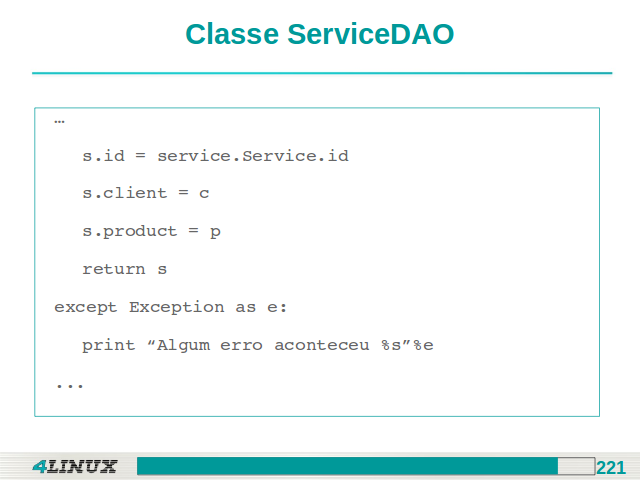 Classe ServiceDAO
…
s.id = service.Service.id
s.client = c
s.product = p
return s
except Exception as e:
print “Algum erro aconteceu %s”%e
...
4LINUX
221